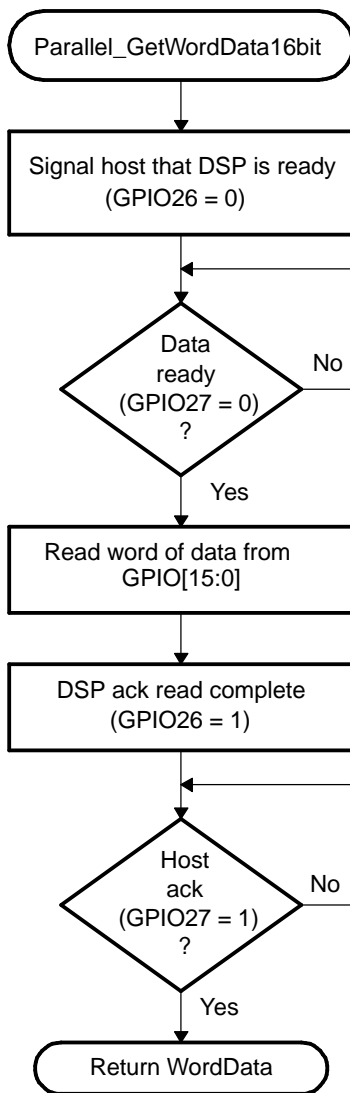 Parallel_GetWordData16bit
Signal host that DSP is ready
(GPIO26 = 0)
Data
ready
(GPIO27 = 0)
?
No
Yes
Read word of data from
GPIO[15:0]
DSP ack read complete
(GPIO26 = 1)
Host
ack
(GPIO27 = 1)
?
No
Yes
Return WordData